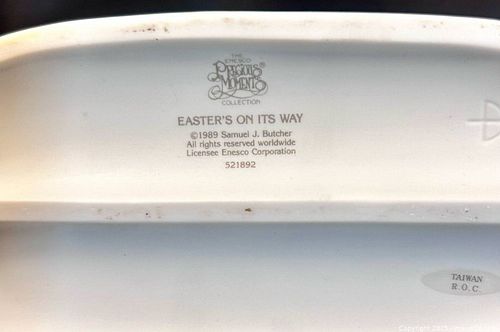 THE
ENESCO
PRECIOUS
MOMENTS®
COLLECTION
EASTER'S ON ITS WAY
©1989 Samuel J. Butcher
All rights reserved worldwide
Licensee Enesco Corporation
521892
TAIWAN
R.O.C.